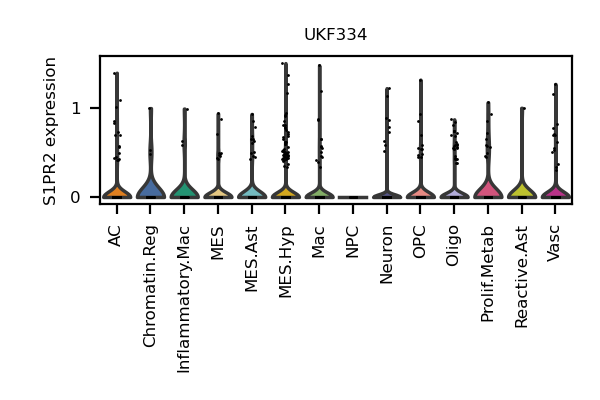 UKF334
S1PR2 expression
1
0
AC
Chromatin.Reg
Inflammatory.Mac
MES
MES.Ast
MES.Hyp
Mac
NPC
Neuron
OPC
Oligo
Prolif.Metab
Reactive.Ast
Vasc